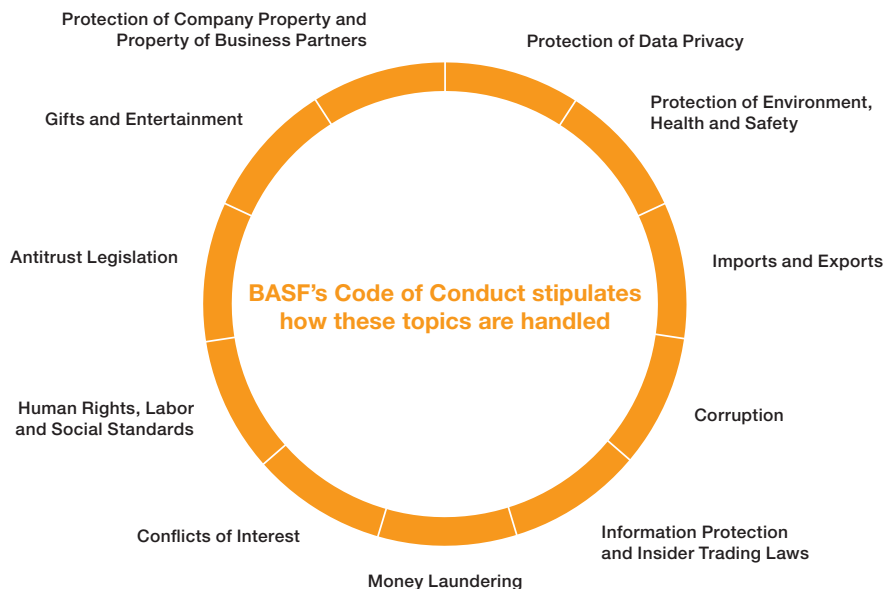 Protection of Company Property and
Property of Business Partners
Protection of Data Privacy
Gifts and Entertainment
Protection of Environment,
Health and Safety
Antitrust Legislation
Imports and Exports
BASF's Code of Conduct stipulates
how these topics are handled
Human Rights, Labor
and Social Standards
Corruption
Conflicts of Interest
Information Protection
and Insider Trading Laws
Money Laundering